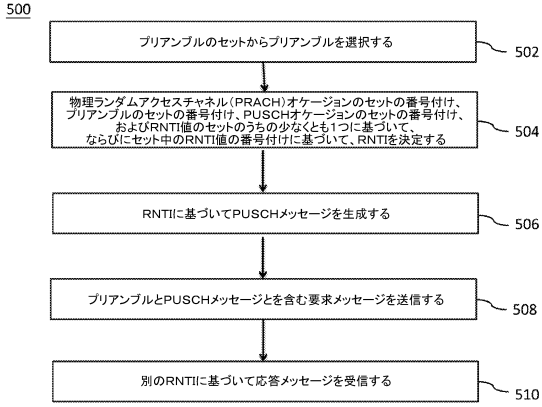 500
プリアンブルのセットからプリアンブルを選択する
502
物理ランダムアクセスチャネル（PRACH）オケージョンのセットの番号付け、
プリアンブルのセットの番号付け、PUSCHオケージョンのセットの番号付け、
およびRNTI値のセットのうちの少なくとも1つに基づいて、
ならびにセット中のRNTI値の番号付けに基づいて、RNTIを決定する
504
RNTIに基づいてPUSCHメッセージを生成する
506
プリアンブルとPUSCHメッセージとを含む要求メッセージを送信する
508
別のRNTIに基づいて応答メッセージを受信する
510